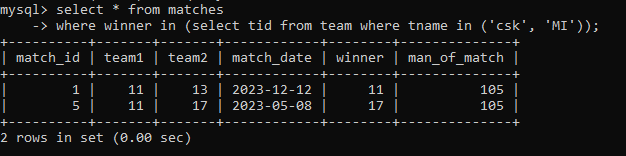 mysql> select * from matches
    -> where winner in (select tid from team where tname in ('csk', 'MI'));
+----------+-------+-------+------------+--------+--------------+
| match_id | team1 | team2 | match_date | winner | man_of_match |
+----------+-------+-------+------------+--------+--------------+
|        1 |    11 |    13 | 2023-12-12 |     11 |          105 |
|        5 |    11 |    17 | 2023-05-08 |     17 |          105 |
+----------+-------+-------+------------+--------+--------------+
2 rows in set (0.00 sec)